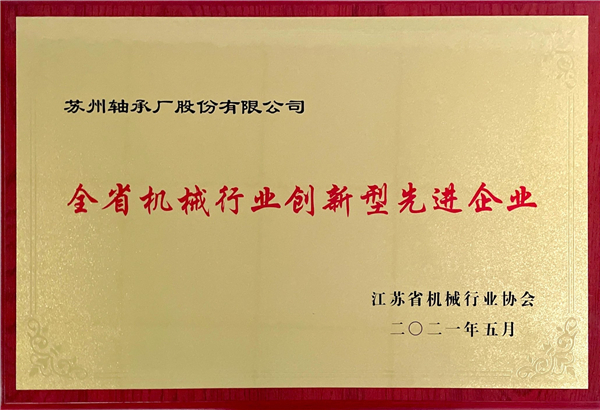 苏州轴承厂股份有限公司
全省机械行业创新型先进企业
江苏省机械行业协会
二〇二一年五月